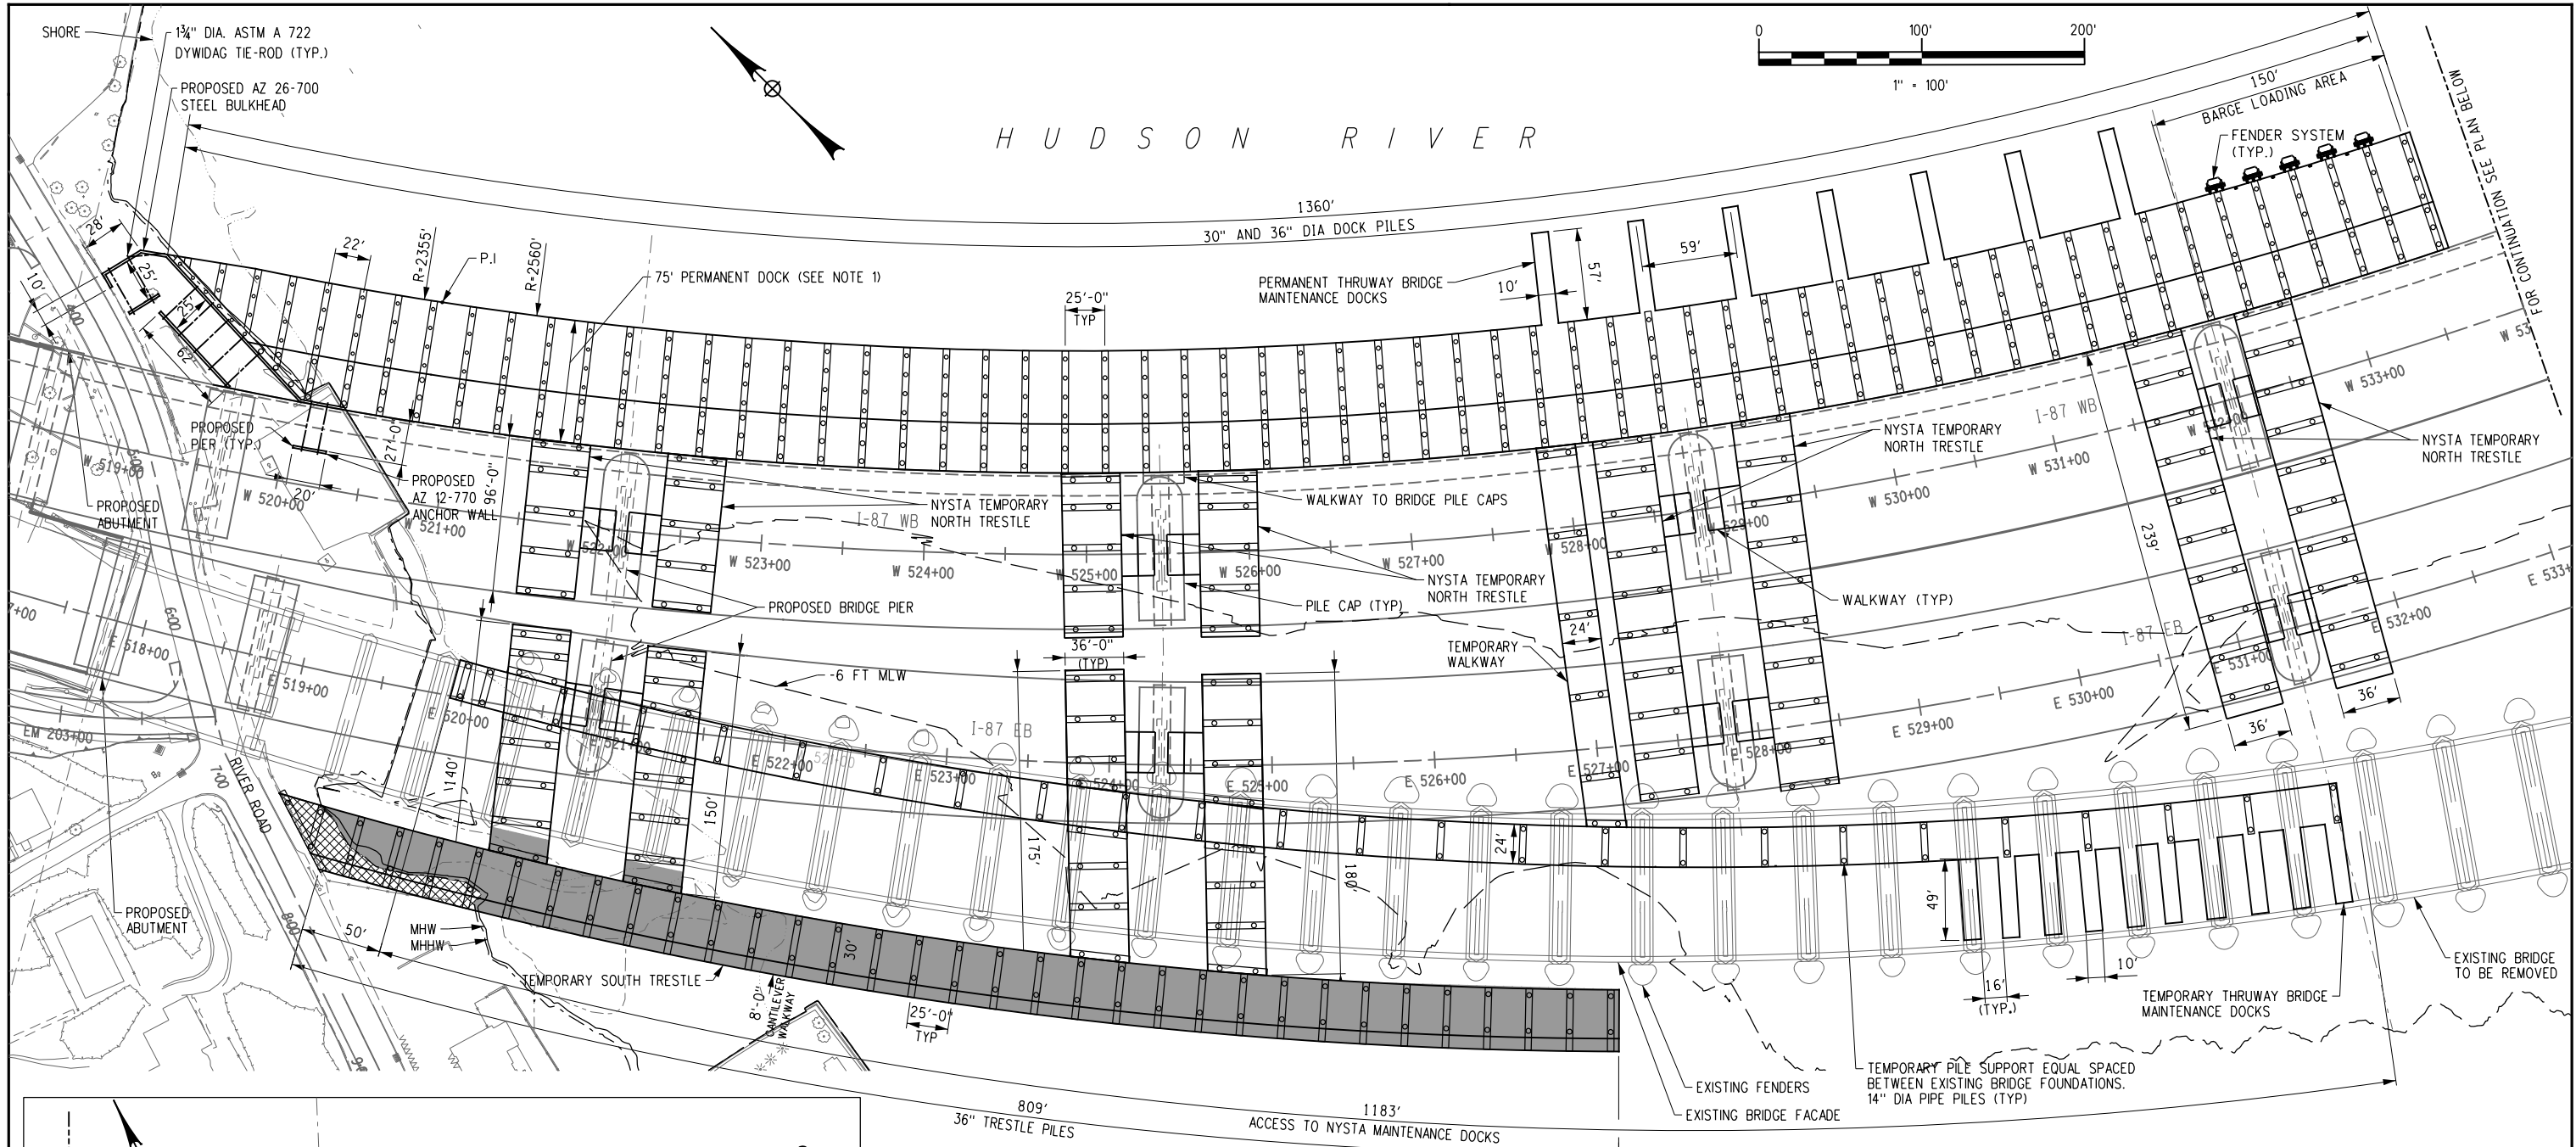 SHORE
1¾" DIA. ASTM A 722
DYWIDAG TIE-ROD (TYP.)
PROPOSED AZ 26-700
STEEL BULKHEAD
0 100' 200'
1" = 100'
HUDSON RIVER
150'
BARGE LOADING AREA
FENDER SYSTEM
(TYP.)
FOR CONTINUATION SEE PLAN BELOW
1360'
30" AND 36" DIA DOCK PILES
28'
22'
R=2355'
P.I
R=2560'
75' PERMANENT DOCK (SEE NOTE 1)
25'-0"
TYP
PERMANENT THRUWAY BRIDGE
MAINTENANCE DOCKS
10'
57'
59'
10'
25'
25'
62'
4+00
PROPOSED
PIER (TYP.)
27'-0"
96'-0"
20'
PROPOSED
AZ 12-770
ANCHOR WALL
PROPOSED
ABUTMENT
NYSTA TEMPORARY
NORTH TRESTLE
WALKWAY TO BRIDGE PILE CAPS
NYSTA TEMPORARY
NORTH TRESTLE
NYSTA TEMPORARY
NORTH TRESTLE
I-87 WB
I-87 WB
W 519+00
W 520+00
W 521+00
W 522+00
W 523+00
W 524+00
W 525+00
W 526+00
W 527+00
W 528+00
W 529+00
W 530+00
W 531+00
W 532+00
W 533+00
W 53
NYSTA TEMPORARY
NORTH TRESTLE
PROPOSED BRIDGE PIER
PILE CAP (TYP)
WALKWAY (TYP)
239'
6+00
36'-0"
(TYP)
24'
TEMPORARY
WALKWAY
-6 FT MLW
I-87 EB
I-87 EB
7+00
E 518+00
E 519+00
E 520+00
E 521+00
E 522+00
E 523+00
E 524+00
E 525+00
E 526+00
E 527+00
E 528+00
E 529+00
E 530+00
E 531+00
E 532+00
E 533+
EM 203+00
RIVER ROAD
7+00
8+00
1140'
150'
175'
180'
24'
49'
36'
36'
PROPOSED
ABUTMENT
50'
MHW
MHHW
TEMPORARY SOUTH TRESTLE
8'-0"
CANTILEVER
WALKWAY
30'
25'-0"
TYP
16'
(TYP.)
10'
TEMPORARY THRUWAY BRIDGE
MAINTENANCE DOCKS
EXISTING BRIDGE
TO BE REMOVED
TEMPORARY PILE SUPPORT EQUAL SPACED
BETWEEN EXISTING BRIDGE FOUNDATIONS.
14" DIA PIPE PILES (TYP)
EXISTING FENDERS
EXISTING BRIDGE FACADE
809'
36" TRESTLE PILES
1183'
ACCESS TO NYSTA MAINTENANCE DOCKS